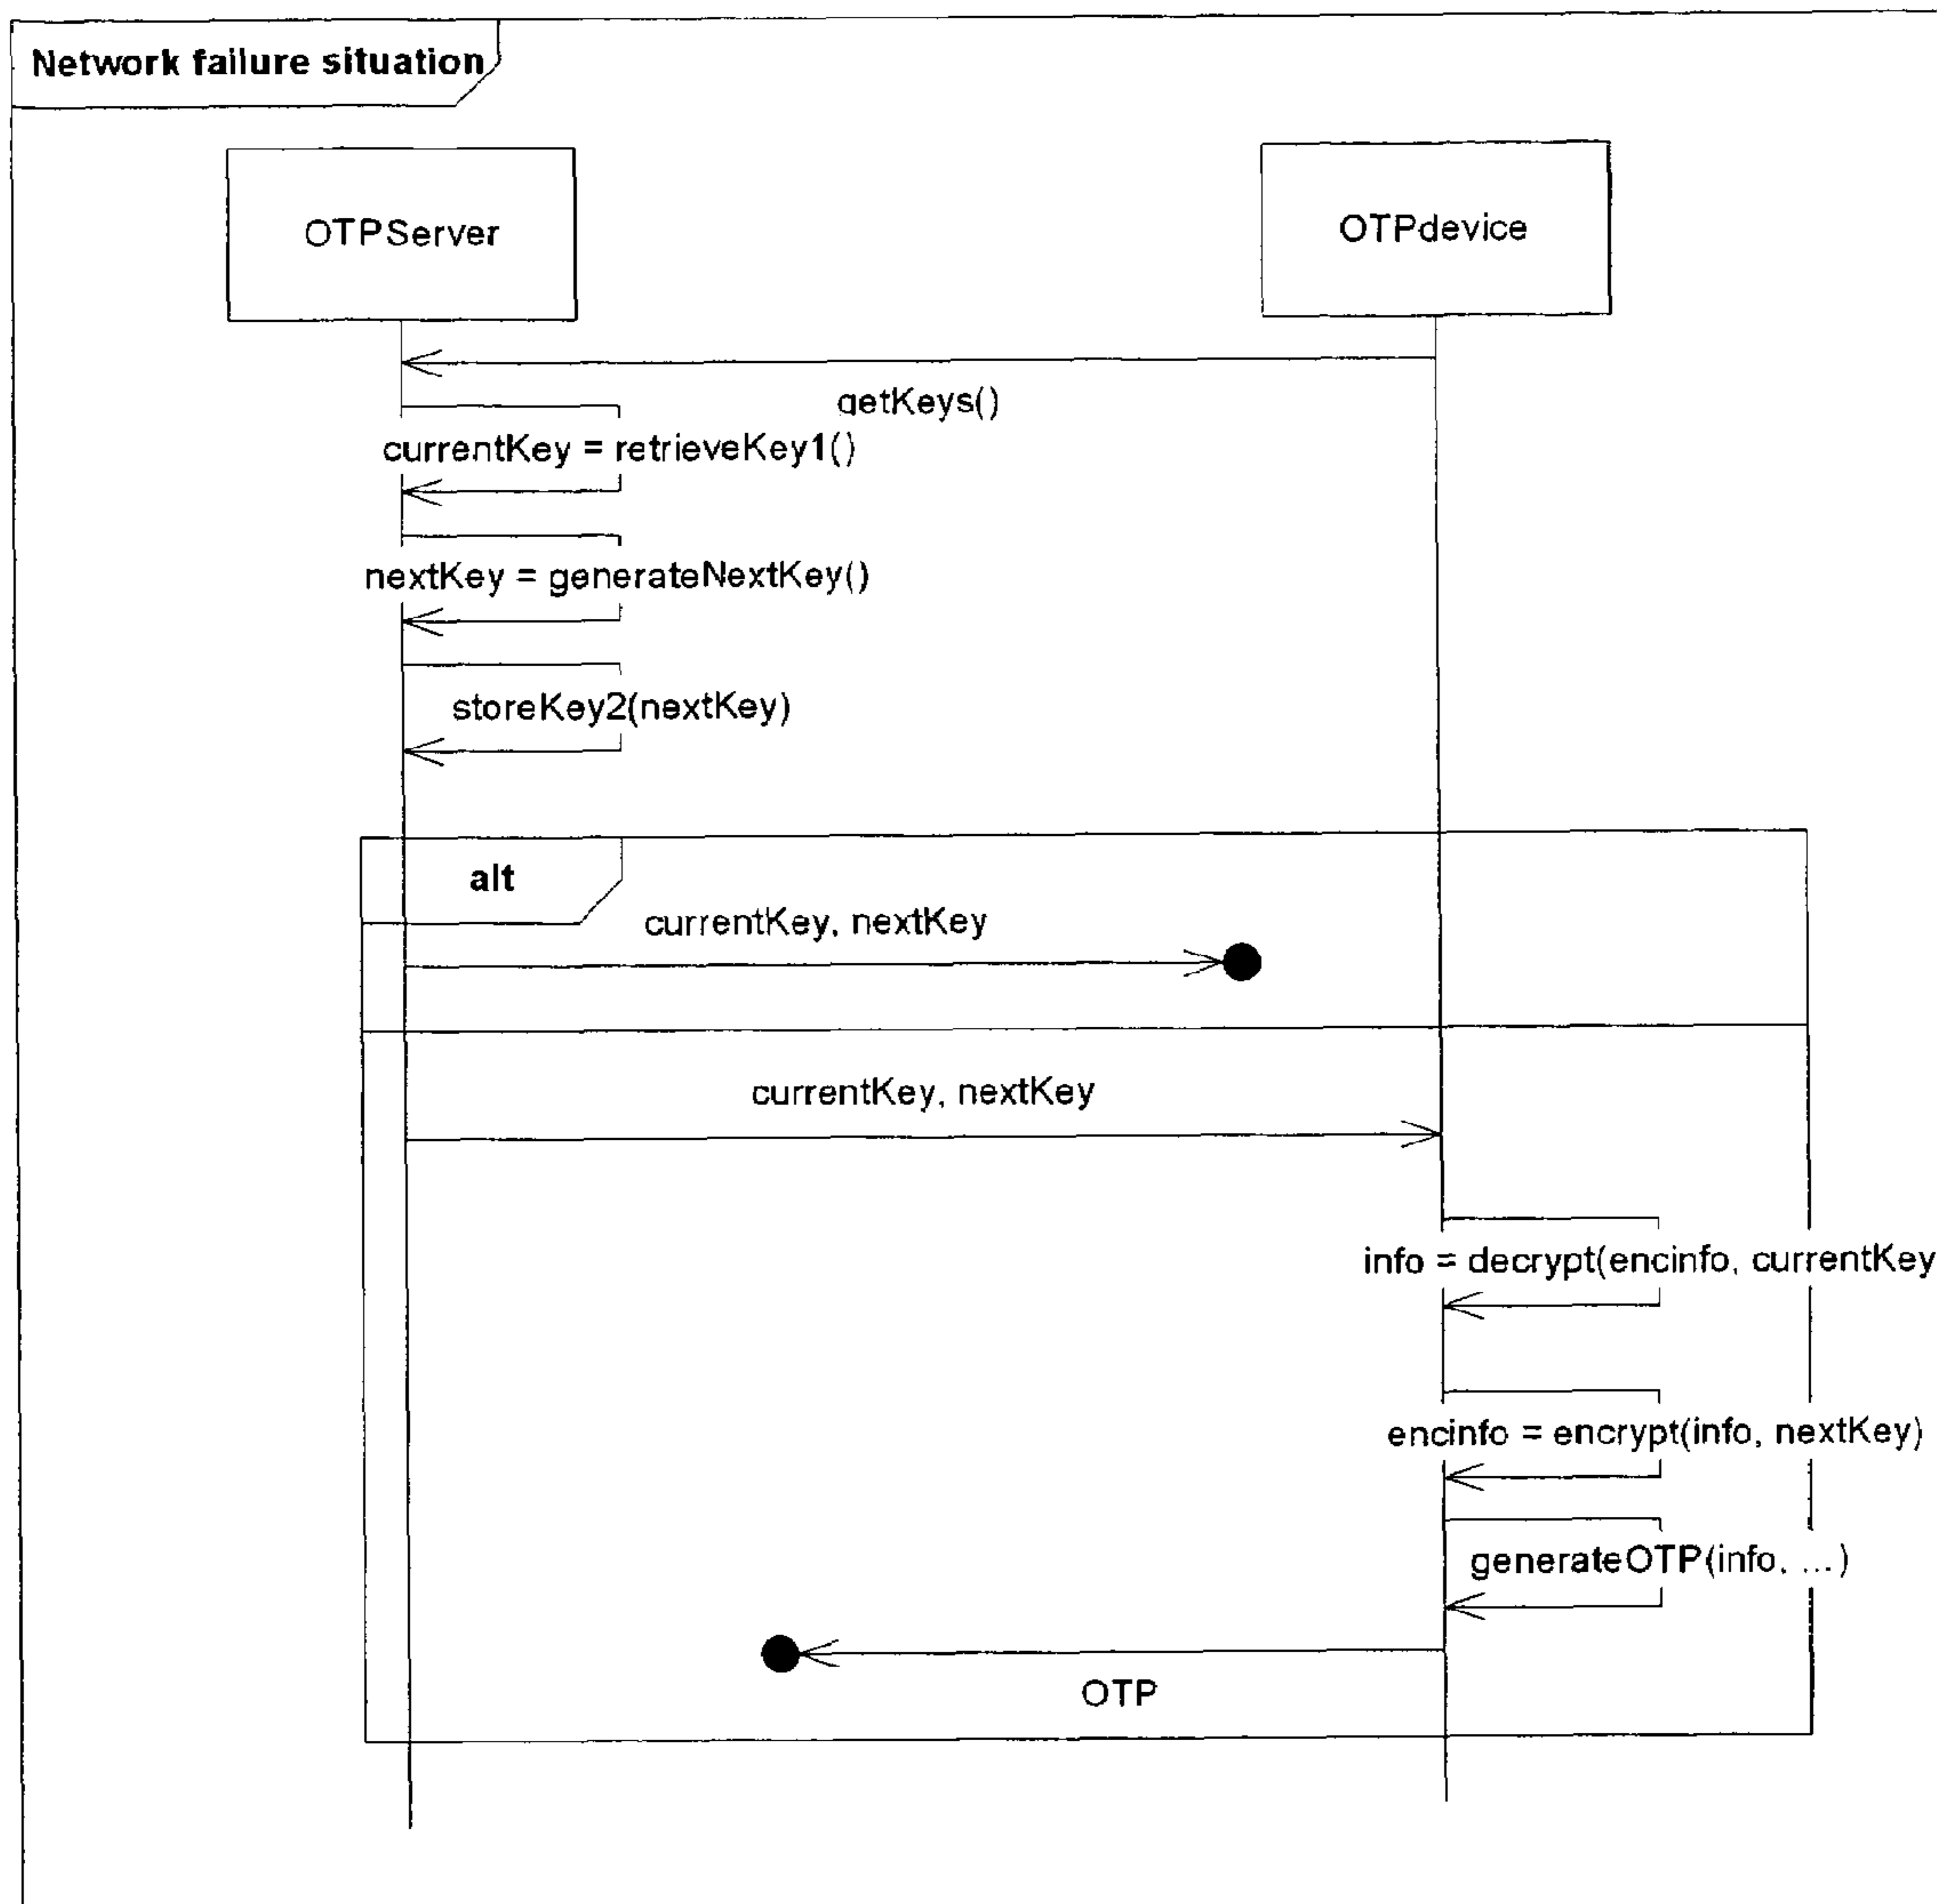 Network failure situation
OTPServer
OTPdevice
getKeys()
currentKey = retrieveKey1()
nextKey = generateNextKey()
storeKey2(nextKey)
alt
currentKey, nextKey
currentKey, nextKey
info = decrypt(encinfo, currentKey
encinfo = encrypt(info, nextKey)
generateOTP(info, ...)
OTP